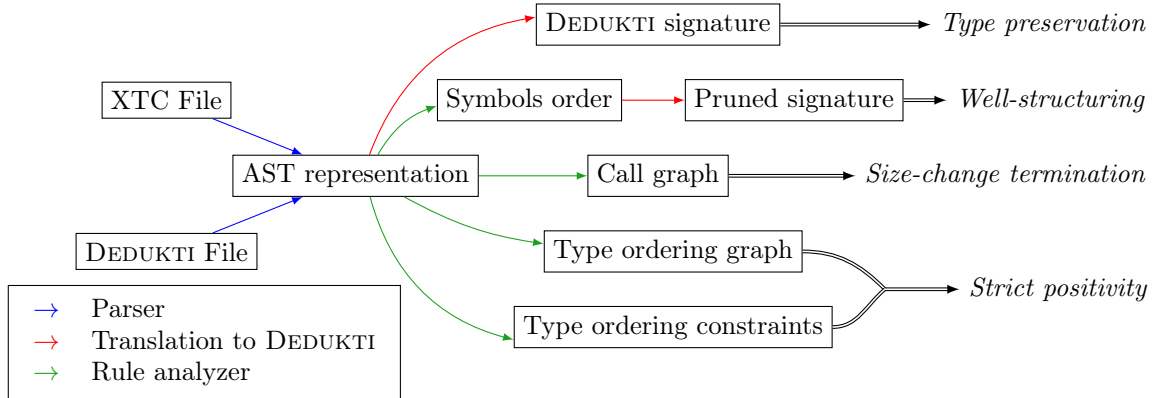 DEDUKTI signature
Type preservation
XTC File
Symbols order
Pruned signature
Well-structuring
AST representation
Call graph
Size-change termination
DEDUKTI File
Type ordering graph
Strict positivity
Type ordering constraints
Parser
Translation to DEDUKTI
Rule analyzer